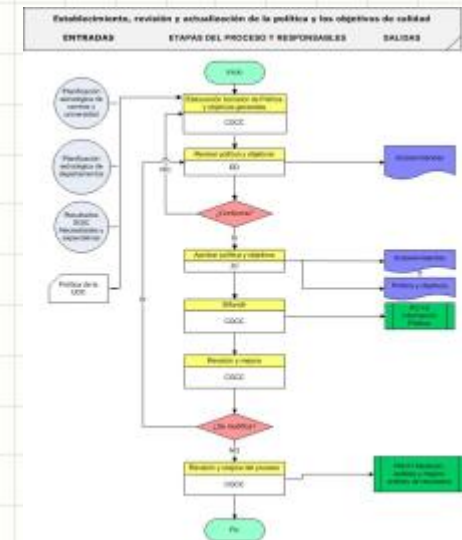 Establecimiento, revisión y actualización de la política y los objetivos de calidad
ENTRADAS ETAPAS DEL PROCESO Y RESPONSABLES SALIDAS
Inicio
Planificación
estratégica de
centros y
universidad
Elaboración borrador de Política
y objetivos generales
CGCC
Planificación
estratégica de
departamentos
Revisar política y objetivos
ED
NO
Resultados
SGIC
Necesidades y
expectativas
¿Conforme?
SI
Política de la
UDC
Aprobar política y objetivos
Política y objetivos
Difundir
CGCC
Revisión y mejora
CGCC
¿Se modifica?
SI
NO
Revisión y mejora del proceso
CGCC
Fin